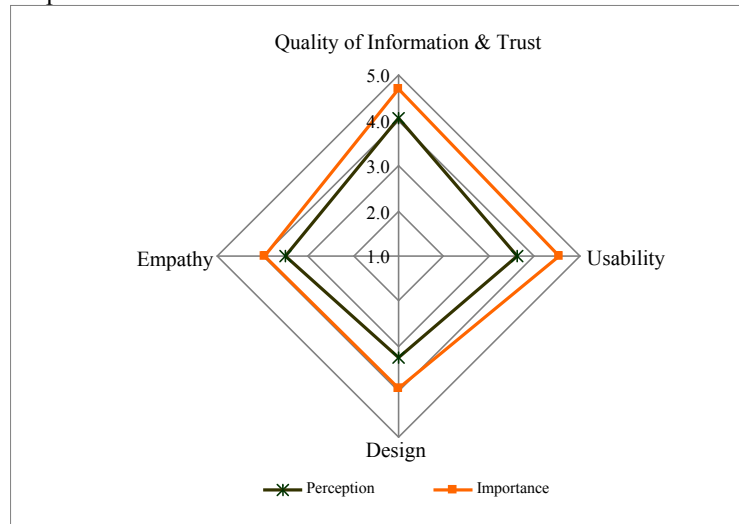 Quality of Information & Trust
5.0
4.0
3.0
2.0
Empathy
1.0
Usability
Design
Perception
Importance